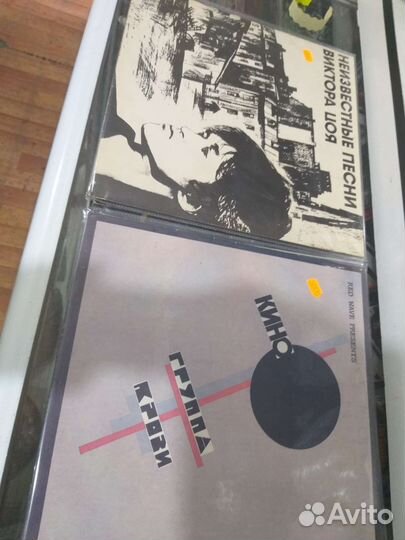 НЕИЗВЕСТНЫЕ ПЕСНИ
ВИКТОРА ЦОЯ
RED WAVE PRESENTS
КИНО
ГРУППА
КРОВИ
Avito